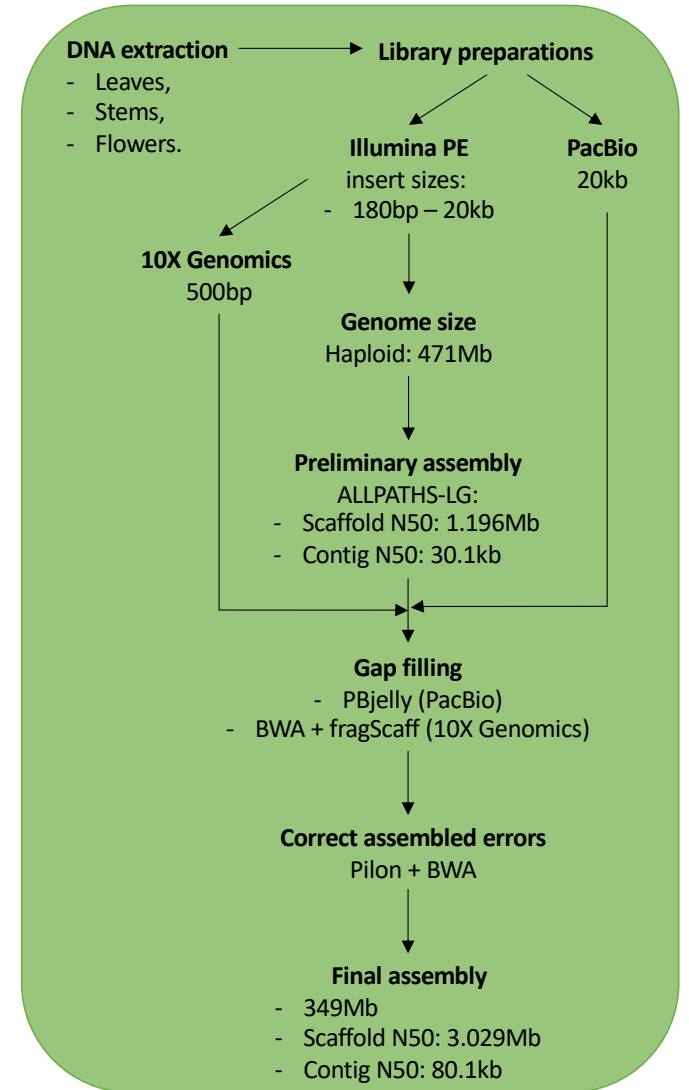 DNA extraction
- Leaves,
- Stems,
- Flowers.
Library preparations
Illumina PE
insert sizes:
- 180bp – 20kb
PacBio
20kb
10X Genomics
500bp
Genome size
Haploid: 471Mb
Preliminary assembly
ALLPATHS-LG:
- Scaffold N50: 1.196Mb
- Contig N50: 30.1kb
Gap filling
- PBjelly (PacBio)
- BWA + fragScaff (10X Genomics)
Correct assembled errors
Pilon + BWA
Final assembly
- 349Mb
- Scaffold N50: 3.029Mb
- Contig N50: 80.1kb